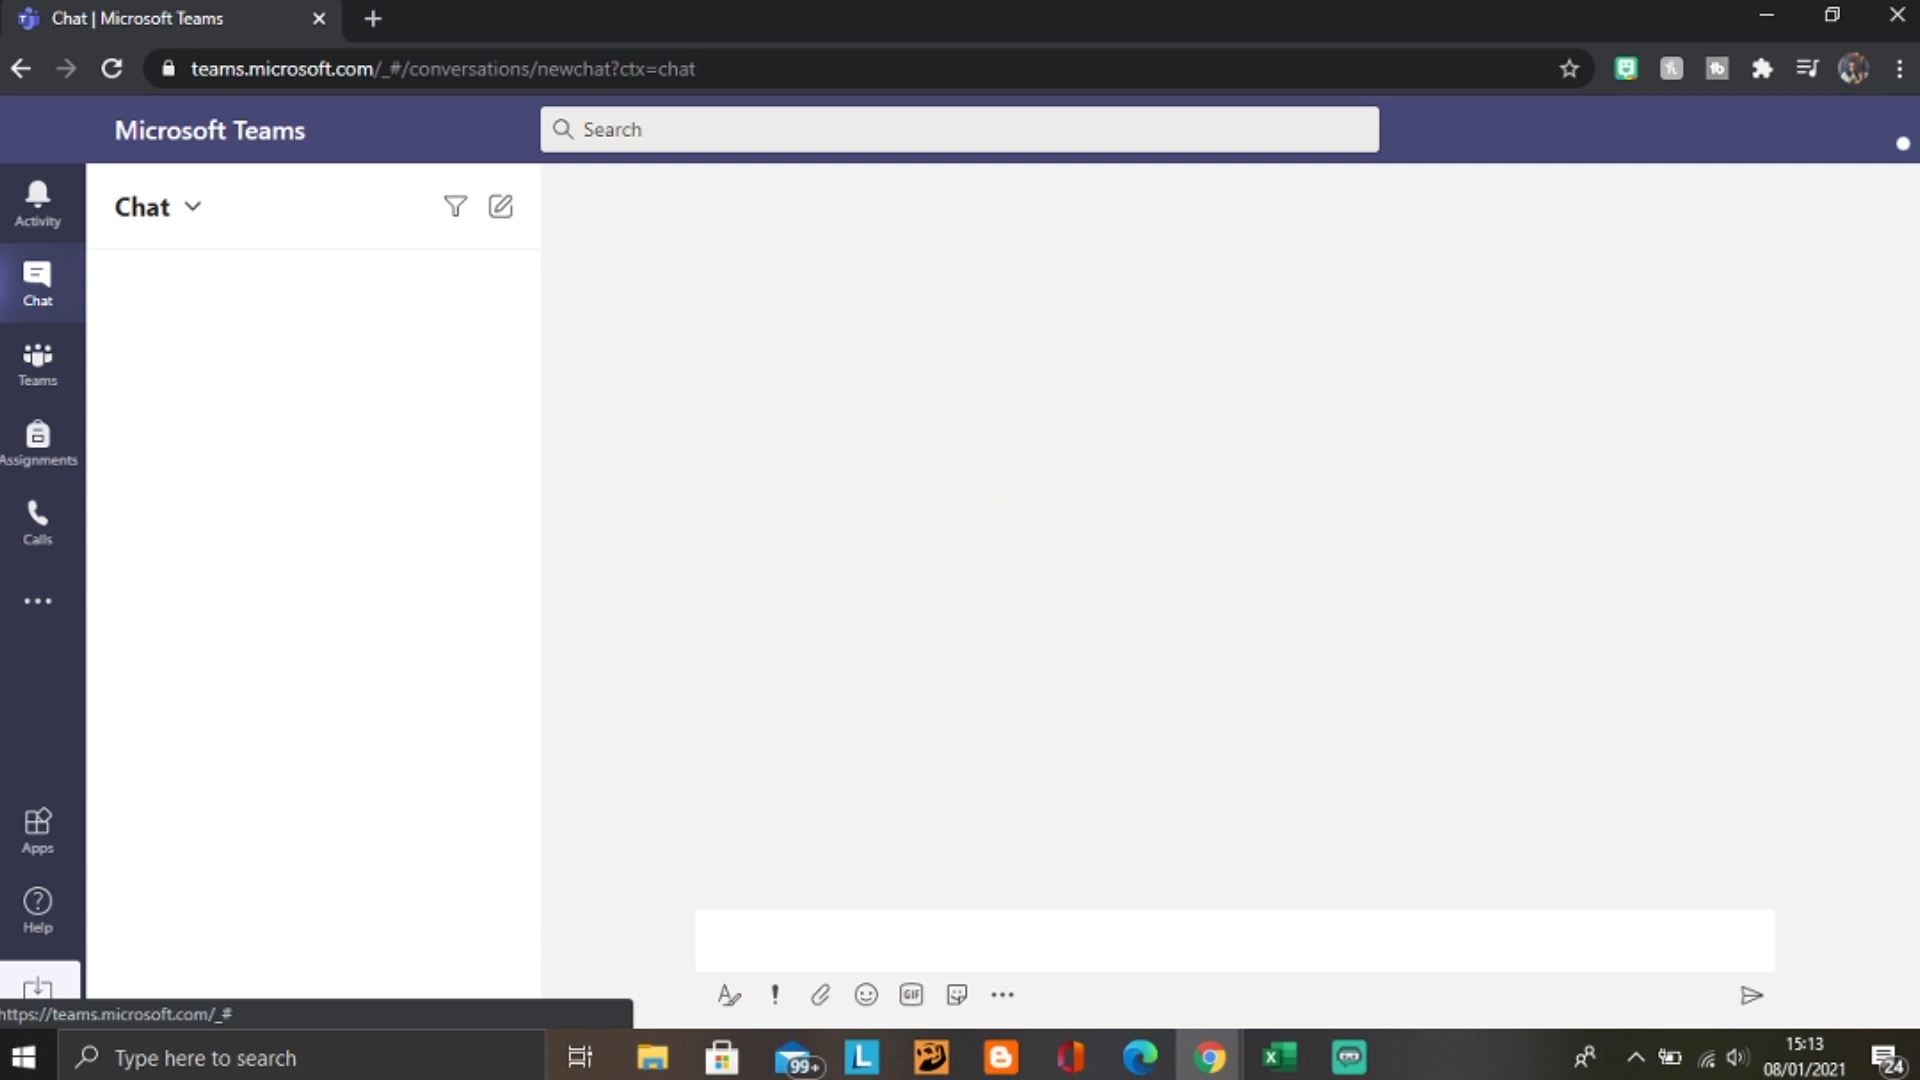 Chat | Microsoft Teams
teams.microsoft.com/_#/conversations/newchat?ctx=chat
Microsoft Teams
Search
Activity
Chat
Teams
Assignments
Calls
Apps
Help
Chat
GIF
https://teams.microsoft.com/_#
Type here to search
99+
L
15:13
08/01/2021
24